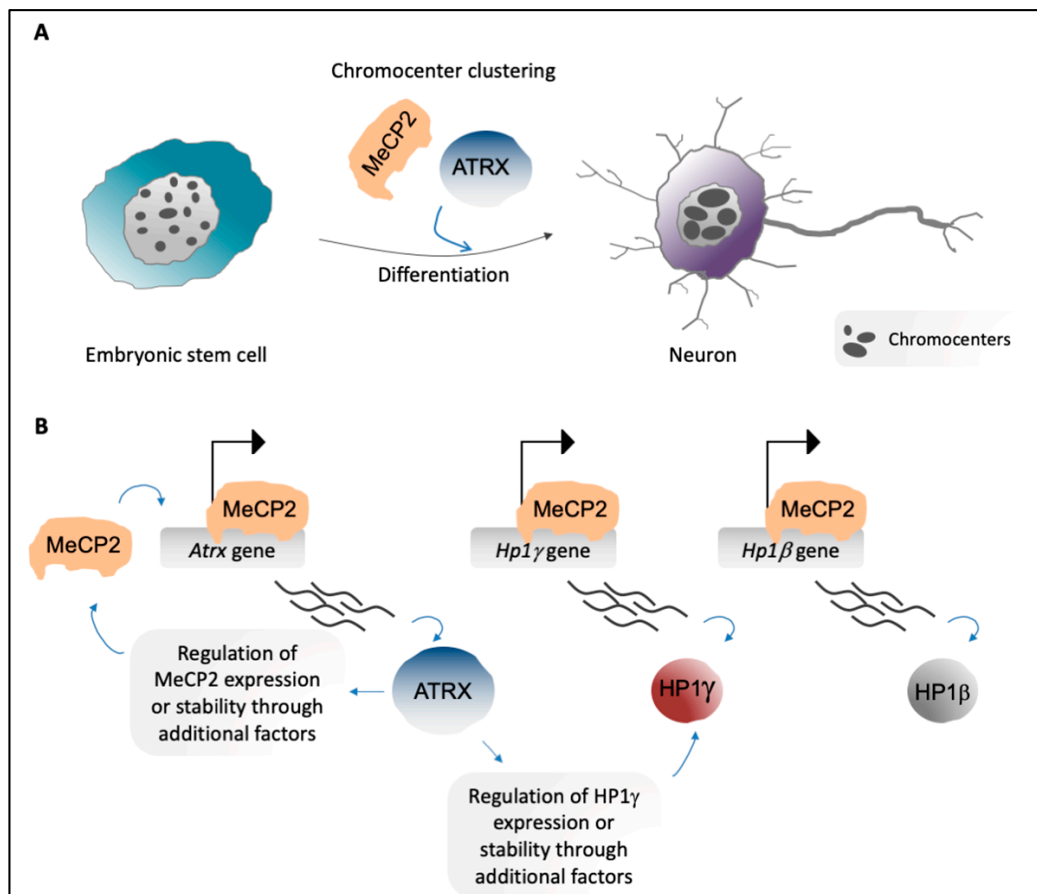 A
Chromocenter clustering
MeCP2
ATRX
Differentiation
Embryonic stem cell
Neuron
Chromocenters
B
MeCP2
MeCP2
Atrx gene
MeCP2
Hp1γ gene
MeCP2
Hp1β gene
Regulation of
MeCP2 expression
or stability through
additional factors
ATRX
HP1γ
HP1β
Regulation of HP1γ
expression or
stability through
additional factors